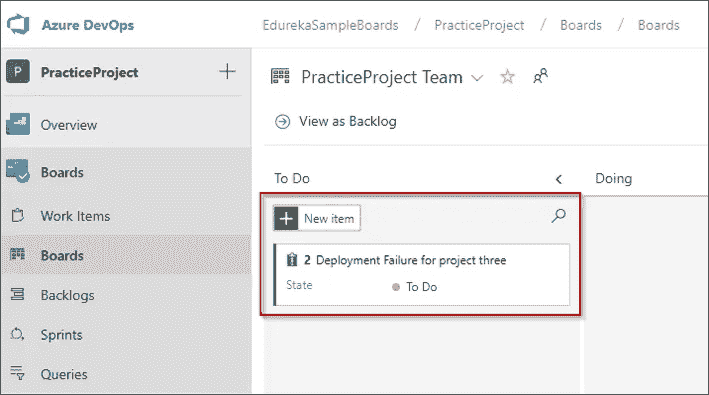 Azure DevOps
EdurekaSampleBoards / PracticeProject / Boards / Boards
P PracticeProject
PracticeProject Team
Overview
View as Backlog
Boards
To Do
Doing
Work Items
New item
Boards
2 Deployment Failure for project three
State
To Do
Backlogs
Sprints
Queries